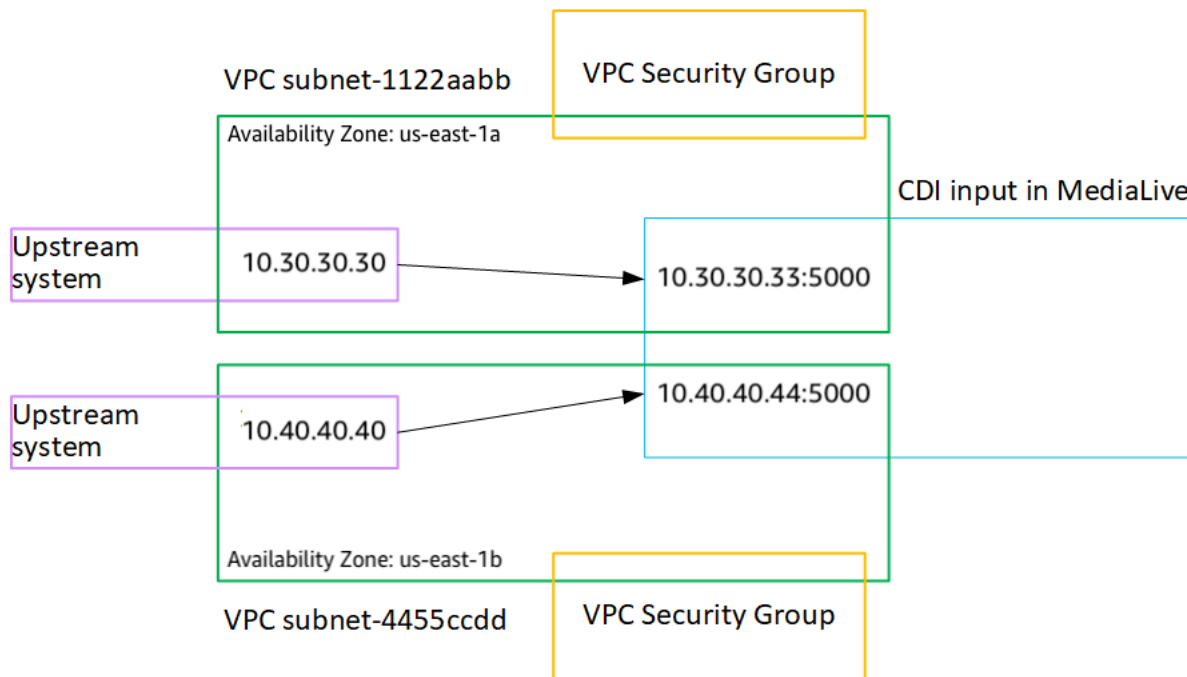 VPC subnet-1122aabb
VPC Security Group
Availability Zone: us-east-1a
CDI input in MediaLive
Upstream
system
10.30.30.30
10.30.30.33:5000
Upstream
system
10.40.40.40
10.40.40.44:5000
Availability Zone: us-east-1b
VPC subnet-4455ccdd
VPC Security Group